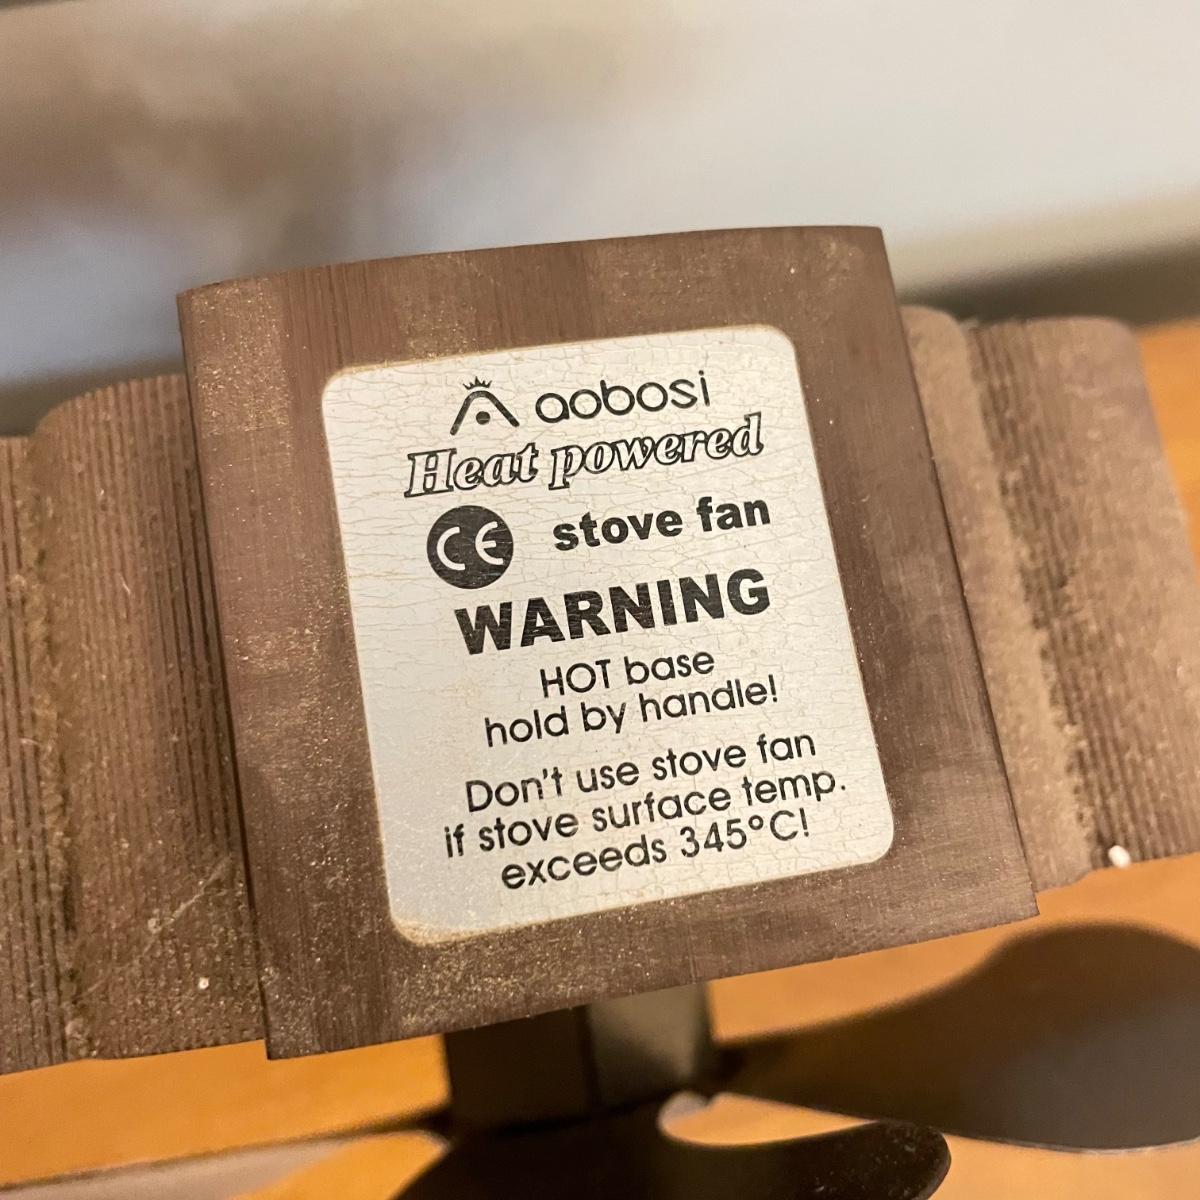 aobosi
Heat powered
CE stove fan
WARNING
HOT base
hold by handle!
Don't use stove fan
if stove surface temp.
exceeds 345°C!